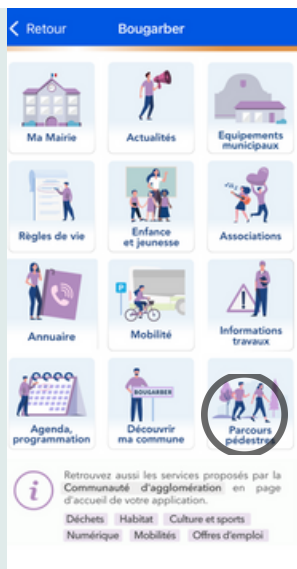 Retour
Bougarber
Ma Mairie
Actualités
Equipements
municipaux
Règles de vie
Enfance
et jeunesse
Associations
P
Annuaire
Mobilité
Informations
travaux
BOUGARBER
Agenda,
programmation
Découvrir
ma commune
Parcours
pédestres
i
Retrouvez aussi les services proposés par la
Communauté d'agglomération en page
d'accueil de votre application.
Déchets Habitat Culture et sports
Numérique Mobilités Offres d'emploi